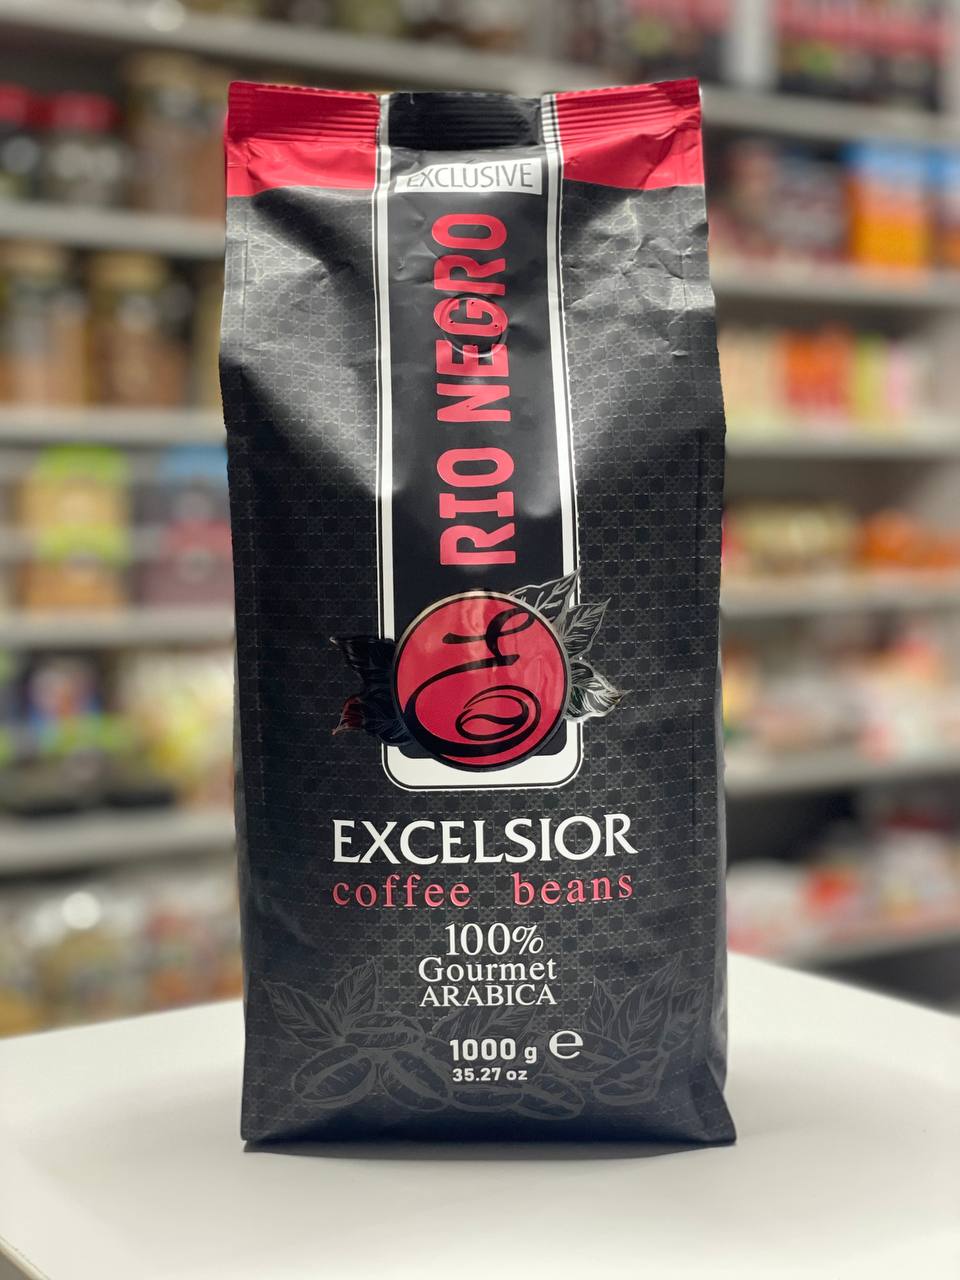 EXCLUSIVE
RIO NEGRO
EXCELSIOR
coffee beans
100%
Gourmet
ARABICA
1000 g ℮
35.27 oz